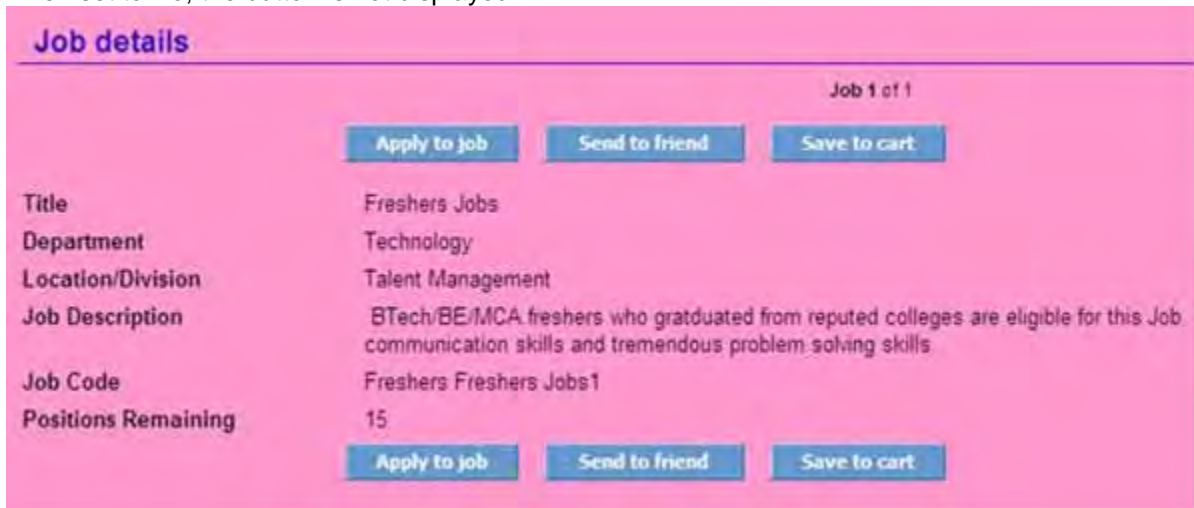 Job details
Job 1 of 1
Apply to job Send to friend Save to cart
Title Freshers Jobs
Department Technology
Location/Division Talent Management
Job Description BTech/BE/MCA freshers who gratduated from reputed colleges are eligible for this Job
communication skills and tremendous problem solving skills
Job Code Freshers Freshers Jobs1
Positions Remaining 15
Apply to job Send to friend Save to cart